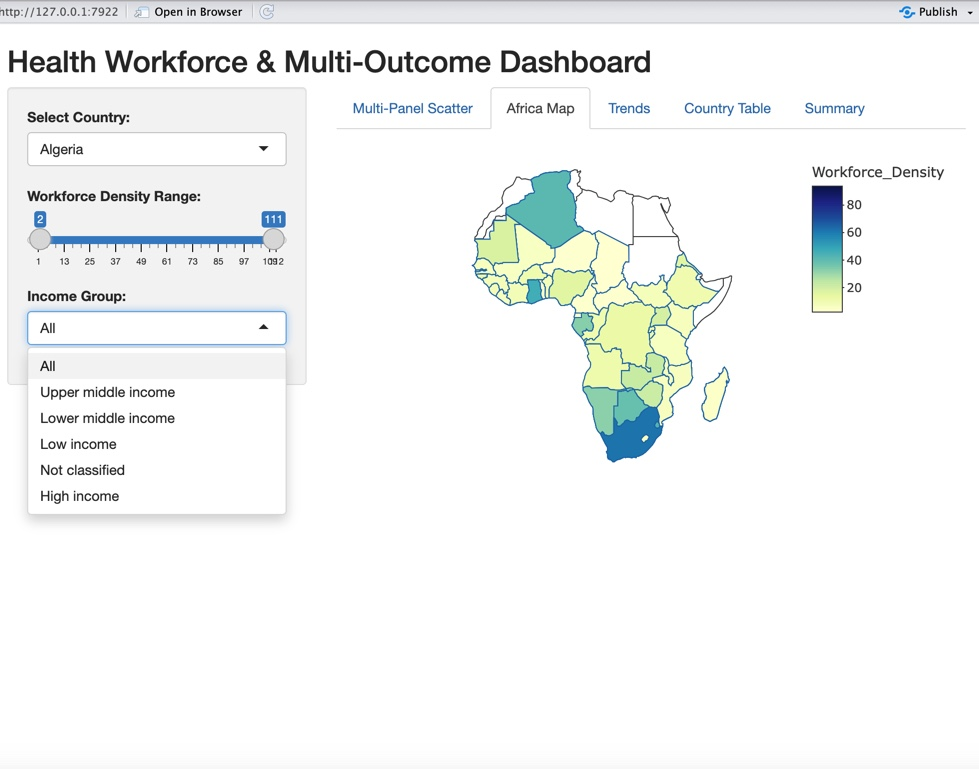 http://127.0.0.1:7922 Open in Browser Publish
Health Workforce & Multi-Outcome Dashboard
Select Country:
Algeria
Workforce Density Range:
2 111
1 13 25 37 49 61 73 85 97
Income Group:
All
All
Upper middle income
Lower middle income
Low income
Not classified
High income
Multi-Panel Scatter Africa Map Trends Country Table Summary
Workforce_Density
80
60
40
20